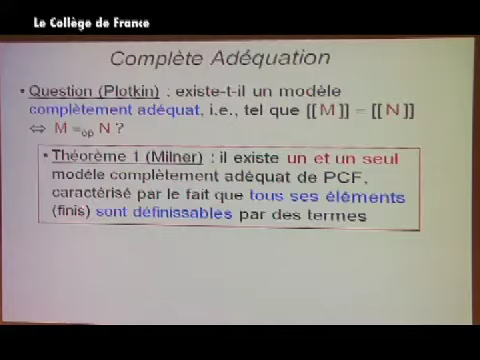 Le Collège de France
Complète Adéquation
• Question (Plotkin) : existe-t-il un modèle
complètement adéquat, i.e., tel que [[ M ]] = [[ N ]]
⇔ M =op N ?
• Théorème 1 (Milner) : il existe un et un seul
modèle complètement adéquat de PCF,
caractérisé par le fait que tous ses éléments
(finis) sont définissables par des termes